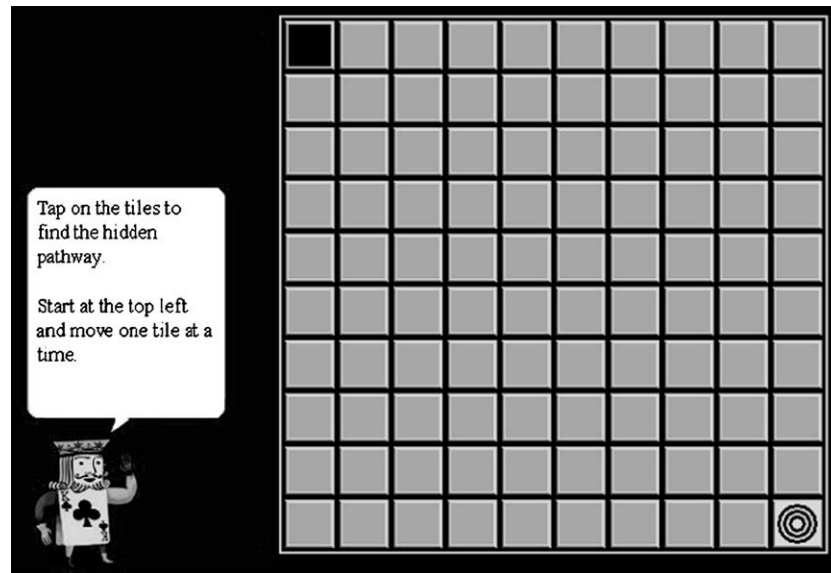 Tap on the tiles to
find the hidden
pathway.
Start at the top left
and move one tile at a
time.